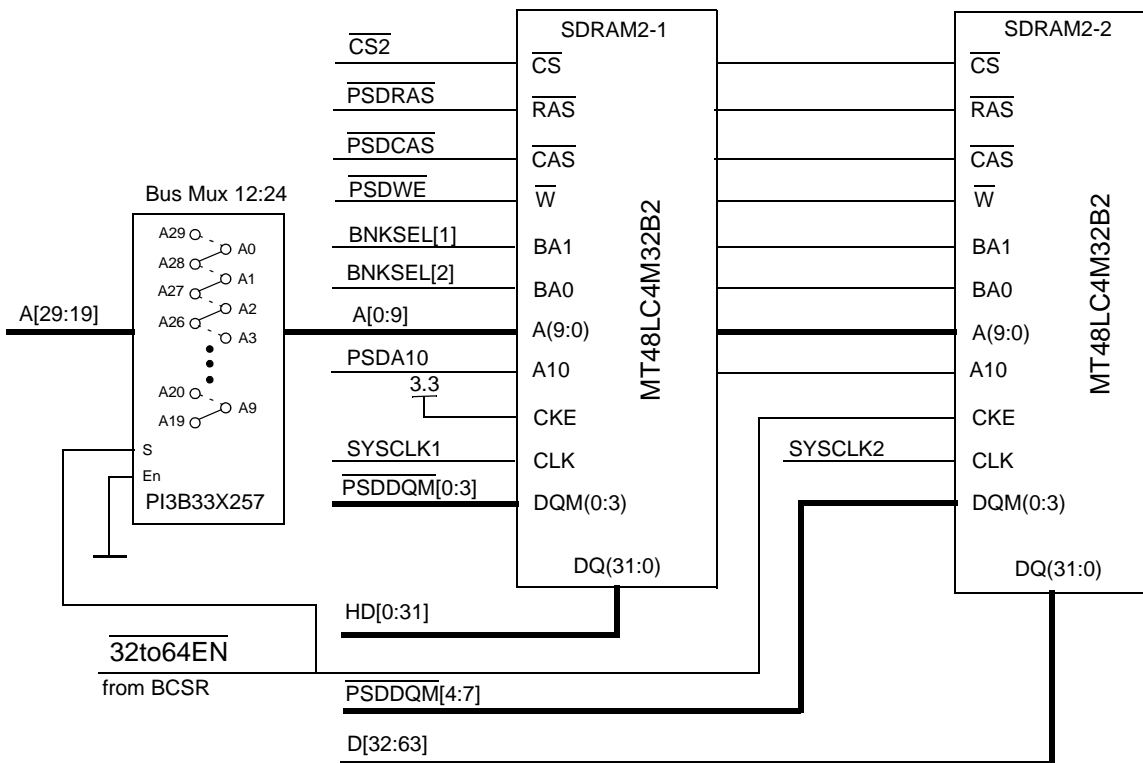 SDRAM2-1
SDRAM2-2
CS2
CS
CS
PSDRAS
RAS
RAS
PSDCAS
CAS
CAS
PSDWE
W
W
BNKSEL[1]
BA1
BA1
BNKSEL[2]
BA0
BA0
A[0:9]
A(9:0)
A(9:0)
PSDA10
A10
A10
3.3
CKE
CKE
SYSCLK1
CLK
SYSCLK2
CLK
PSDDQM[0:3]
DQM(0:3)
DQM(0:3)
DQ(31:0)
DQ(31:0)
MT48LC4M32B2
MT48LC4M32B2
Bus Mux 12:24
A29
A0
A28
A1
A27
A2
A26
A3
A20
A9
A19
S
En
PI3B33X257
A[29:19]
HD[0:31]
32to64EN
from BCSR
PSDDQM[4:7]
D[32:63]